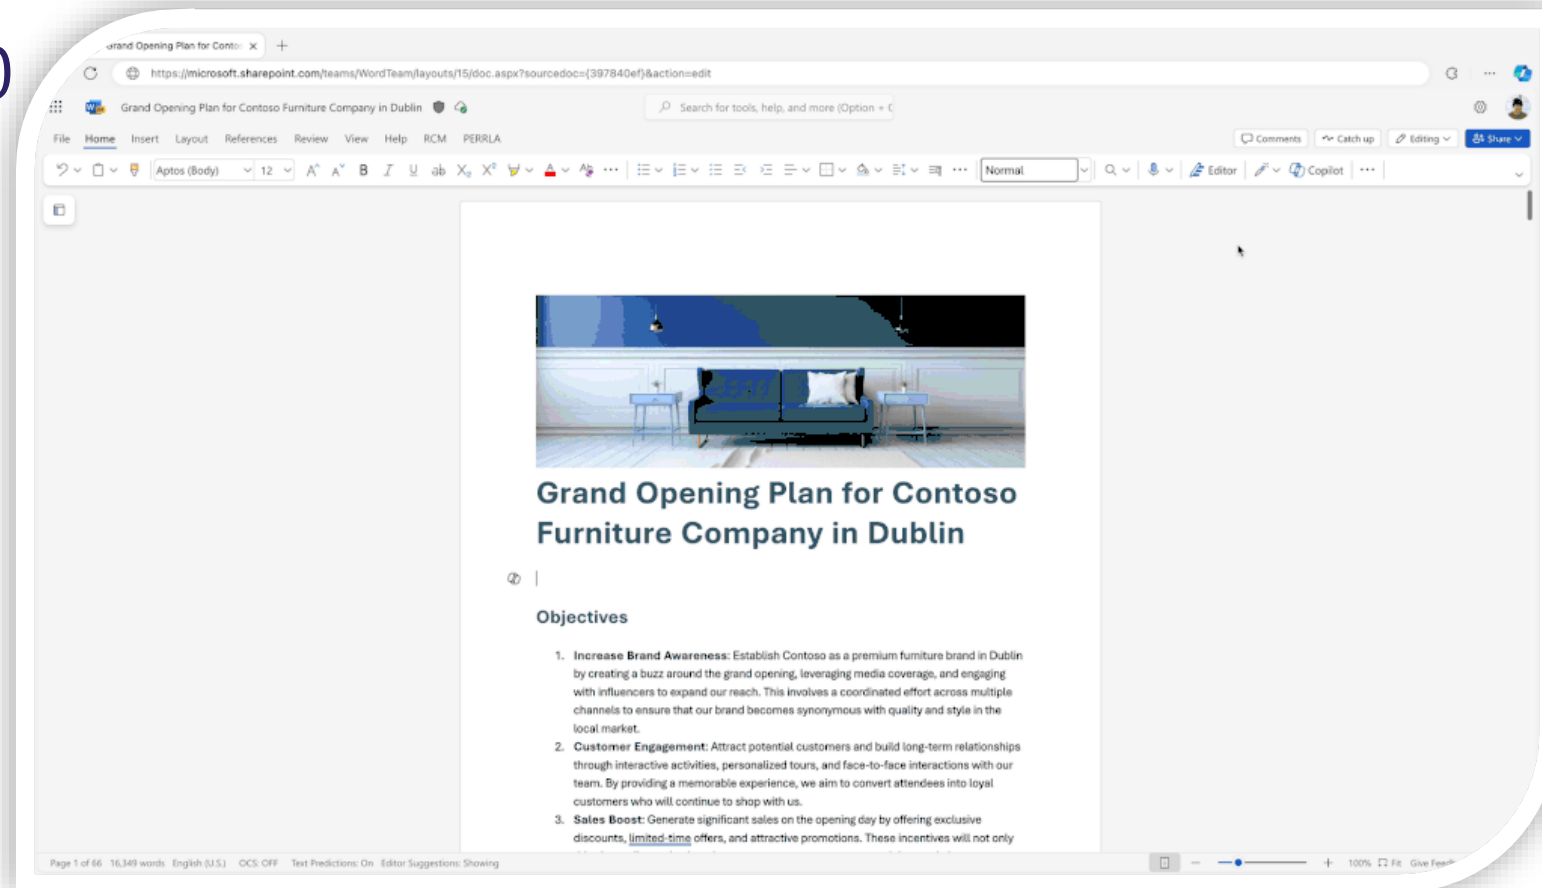 Grand Opening Plan for Conto
https://microsoft.sharepoint.com/teams/WordTeam/layouts/15/doc.aspx?sourcedoc={397840ef}&action=edit
Grand Opening Plan for Contoso Furniture Company in Dublin
Search for tools, help, and more (Option +
File Home Insert Layout References Review View Help RCM PERRLA
Comments Catch up Editing Share
Aptos (Body) 12 Normal Editor Copilot
Grand Opening Plan for Contoso
Furniture Company in Dublin
Objectives
1. Increase Brand Awareness: Establish Contoso as a premium furniture brand in Dublin
by creating a buzz around the grand opening, leveraging media coverage, and engaging
with influencers to expand our reach. This involves a coordinated effort across multiple
channels to ensure that our brand becomes synonymous with quality and style in the
local market.
2. Customer Engagement: Attract potential customers and build long-term relationships
through interactive activities, personalized tours, and face-to-face interactions with our
team. By providing a memorable experience, we aim to convert attendees into loyal
customers who will continue to shop with us.
3. Sales Boost: Generate significant sales on the opening day by offering exclusive
discounts, limited-time offers, and attractive promotions. These incentives will not only
Page 1 of 66 16,349 words English (U.S.) OCS: OFF Text Predictions: On Editor Suggestions: Showing
100% Fit Give Feed